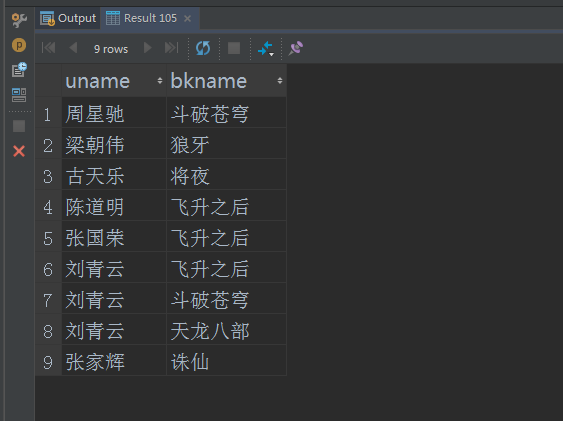 Output Result 105
9 rows
uname bkname
1 周星驰 斗破苍穹
2 梁朝伟 狼牙
3 古天乐 将夜
4 陈道明 飞升之后
5 张国荣 飞升之后
6 刘青云 飞升之后
7 刘青云 斗破苍穹
8 刘青云 天龙八部
9 张家辉 诛仙